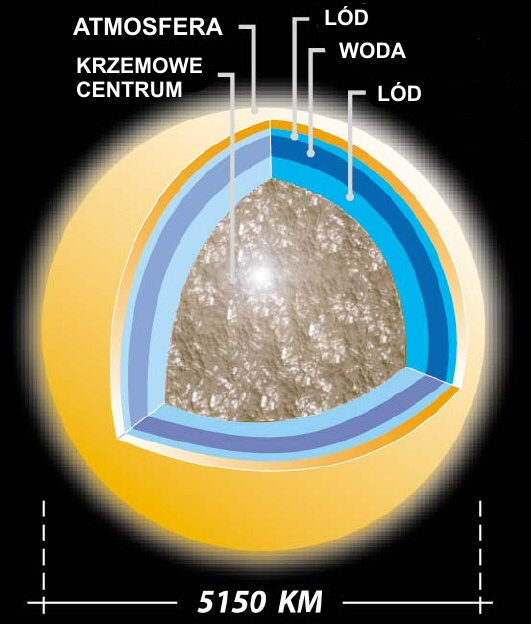 ATMOSFERA
LÓD
WODA
KRZEMOWE
CENTRUM
LÓD
5150 KM